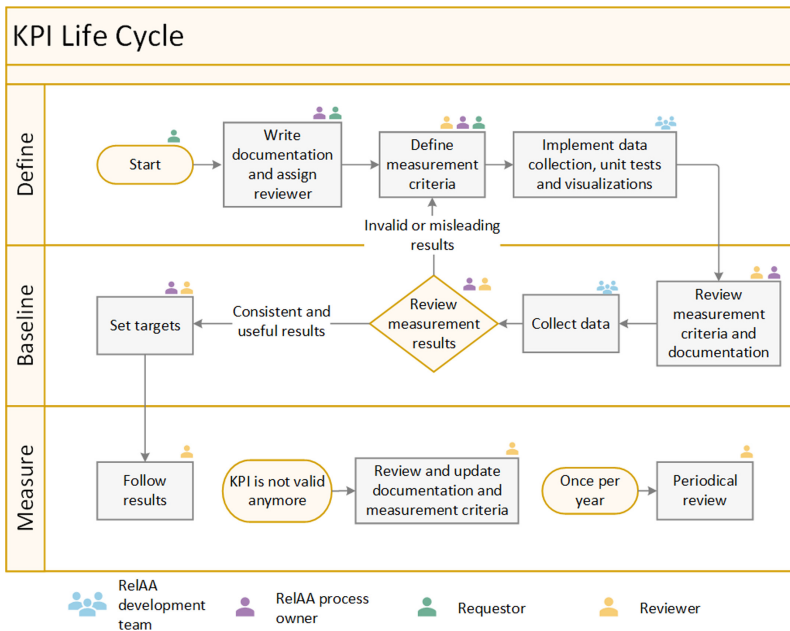 KPI Life Cycle
Define
Start
Write
documentation
and assign
reviewer
Define
measurement
criteria
Implement data
collection, unit tests
and visualizations
Invalid or misleading
results
Baseline
Set targets
Consistent and
useful results
Review
measurement
results
Collect data
Review
measurement
criteria and
documentation
Measure
Follow
results
KPI is not valid
anymore
Review and update
documentation and
measurement criteria
Once per
year
Periodical
review
RelAA
development
team
RelAA process
owner
Requestor
Reviewer